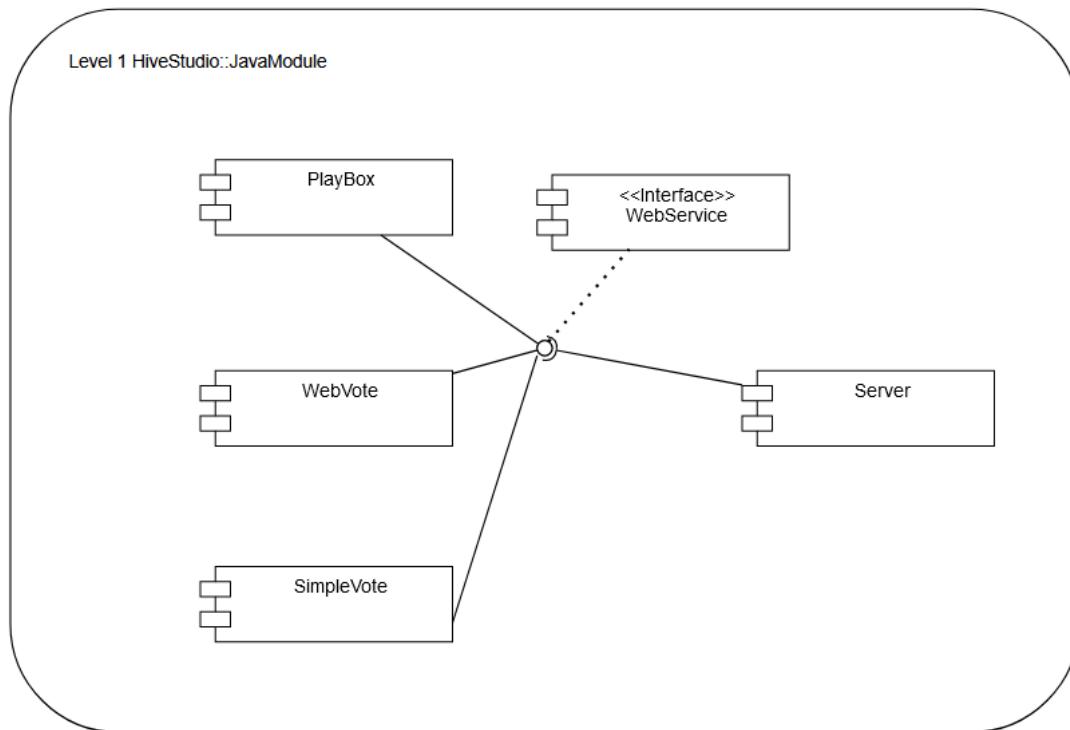 Level 1 HiveStudio::JavaModule
PlayBox
<<Interface>>
WebService
WebVote
Server
SimpleVote